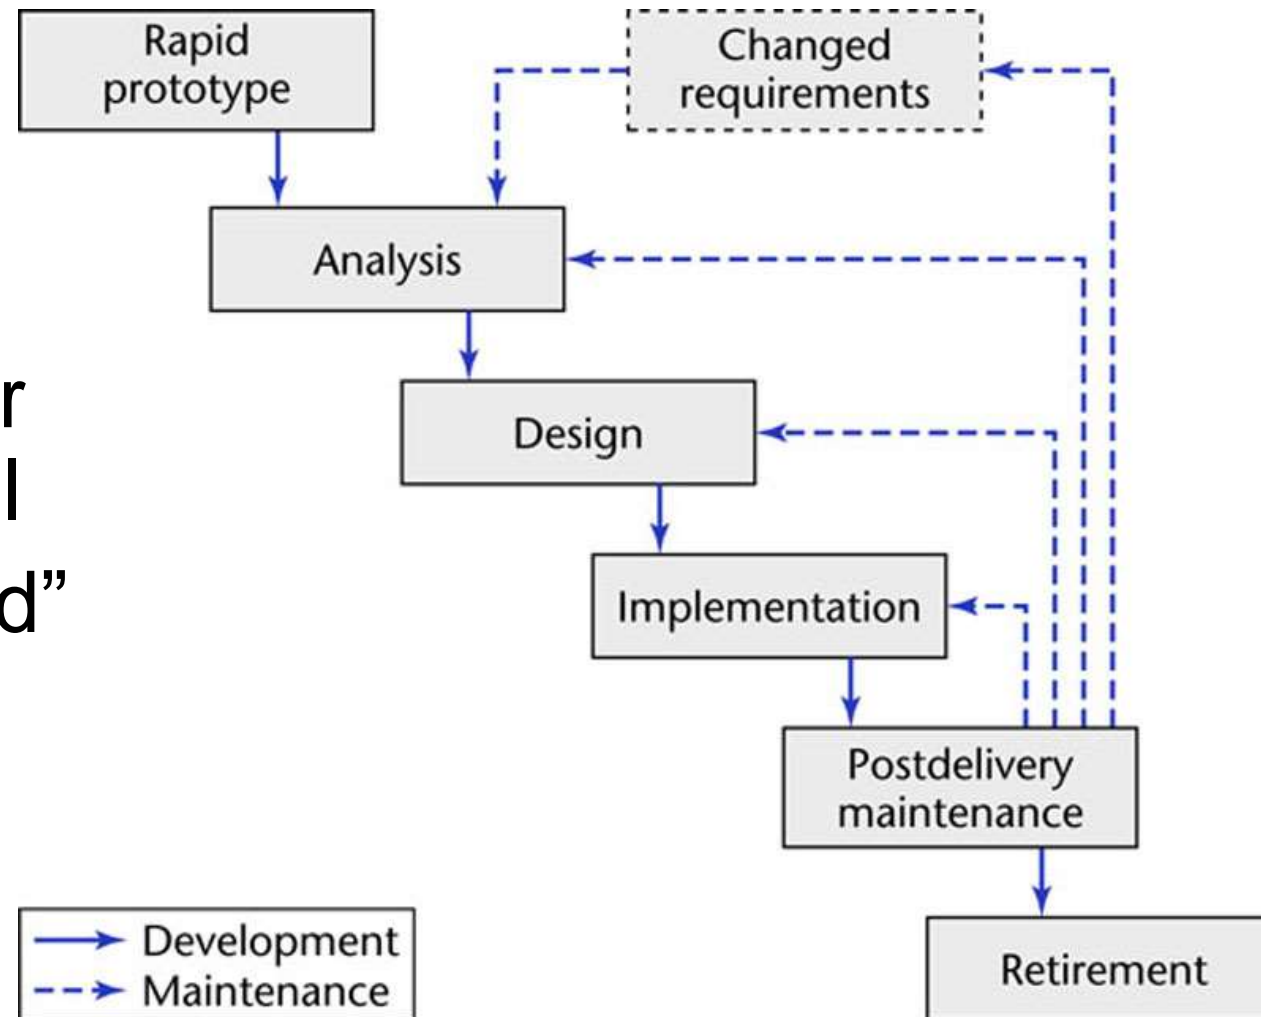 Rapid
prototype
Changed
requirements
Analysis
r
l
d”
Design
Implementation
Postdelivery
maintenance
Retirement
Development
Maintenance